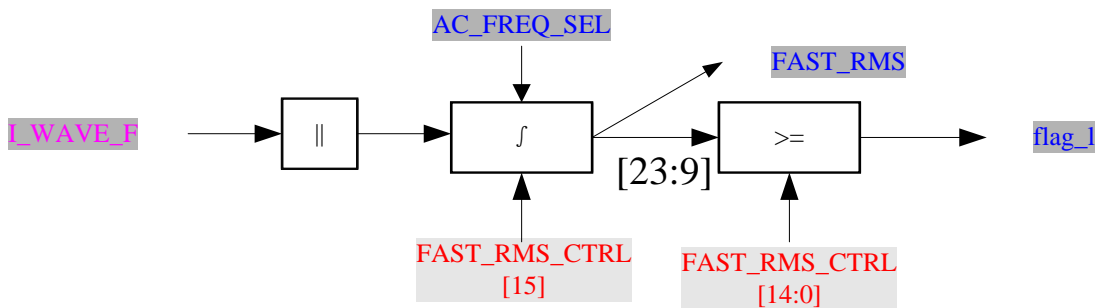 AC_FREQ_SEL
FAST_RMS
I_WAVE_F
||
∫
>=
flag_1
[23:9]
FAST_RMS_CTRL
[15]
FAST_RMS_CTRL
[14:0]